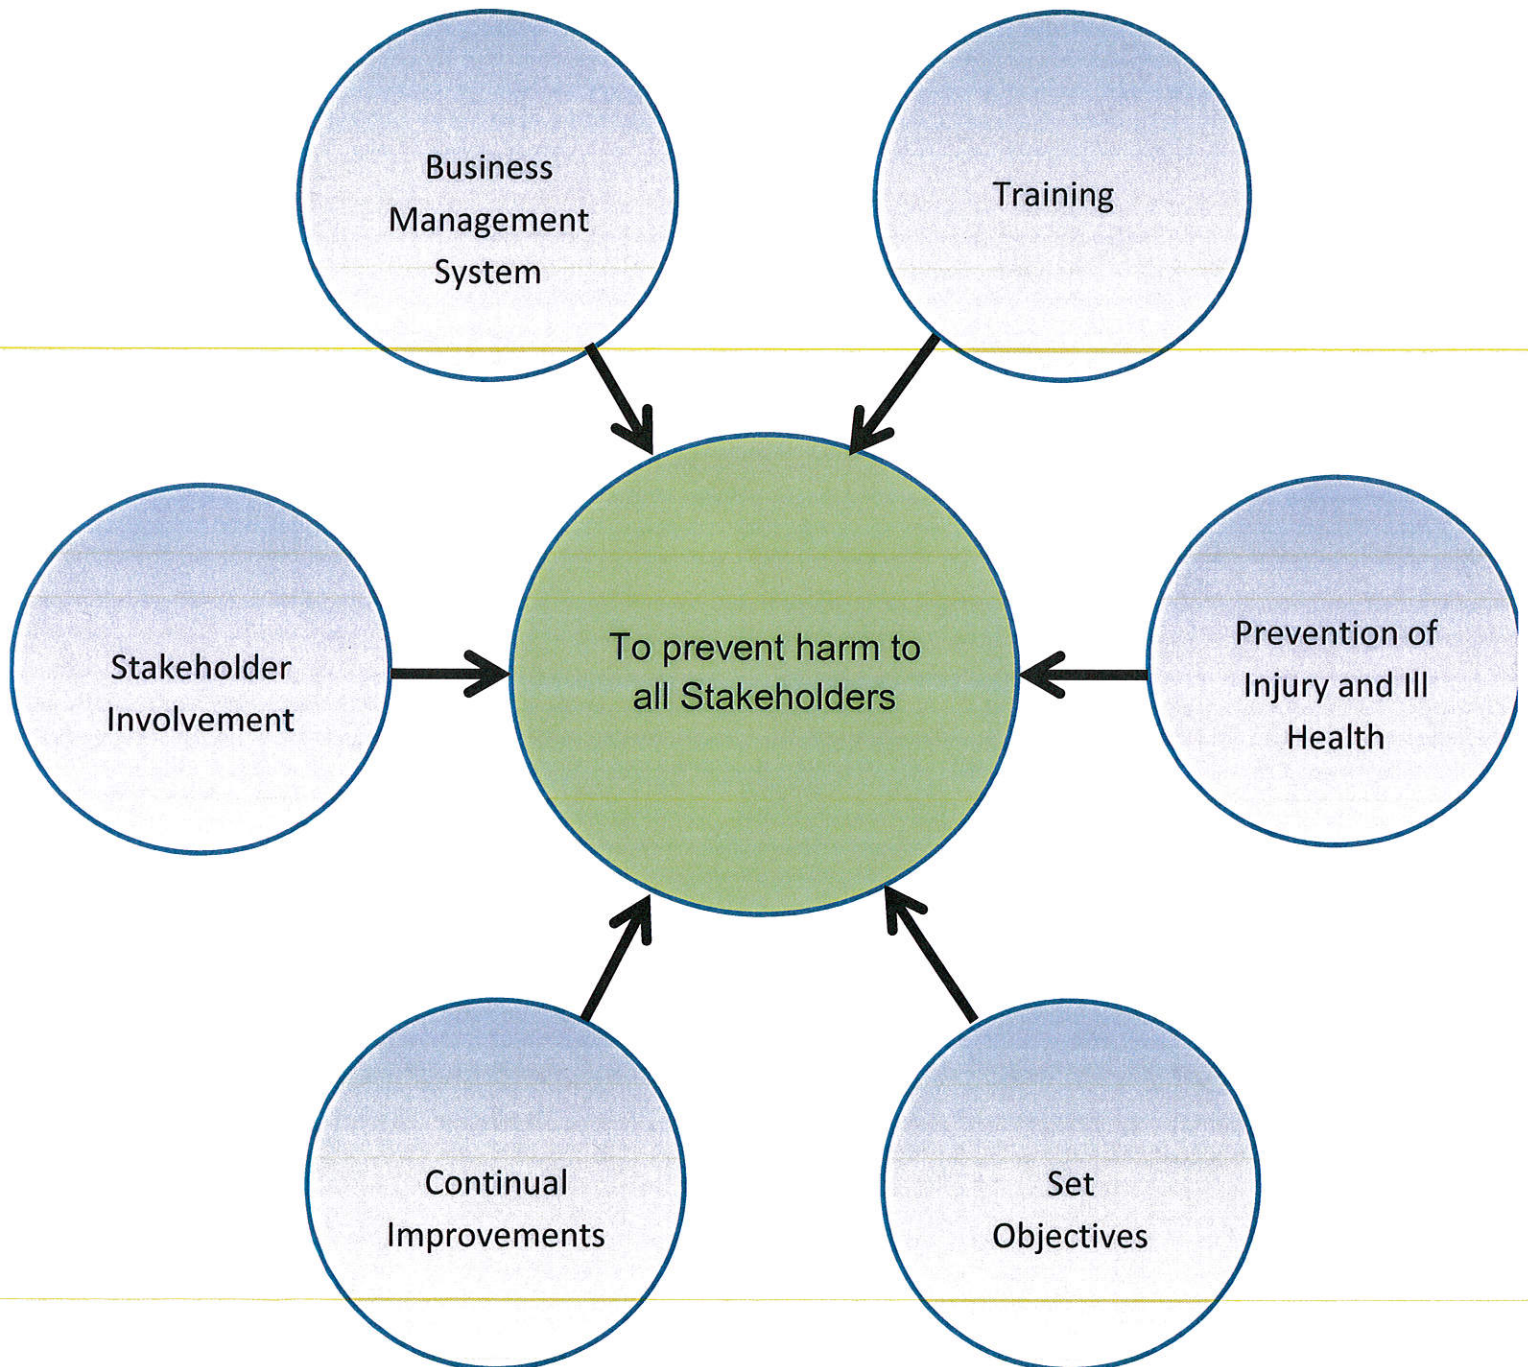 Business
Management
System
Training
Stakeholder
Involvement
To prevent harm to
all Stakeholders
Prevention of
Injury and Ill
Health
Continual
Improvements
Set
Objectives